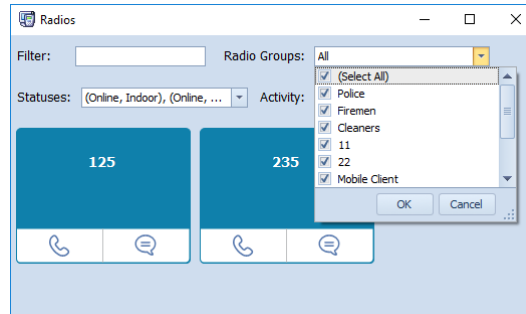 Radios
Filter:
Radio Groups: All
(Select All)
Statuses: (Online, Indoor), (Online, ... Activity:
Police
Firemen
Cleaners
11
22
Mobile Client
OK Cancel
125
235